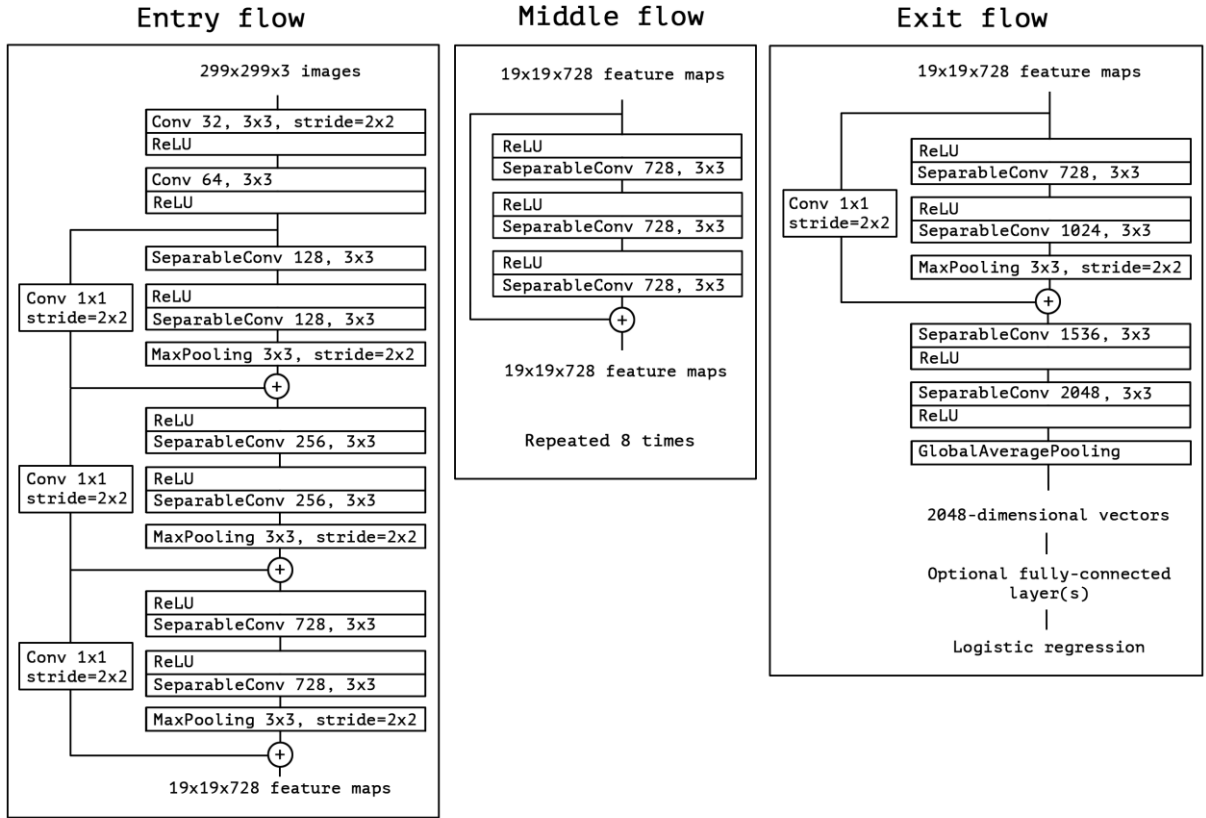 Entry flow
299x299x3 images
Conv 32, 3x3, stride=2x2
ReLU
Conv 64, 3x3
ReLU
SeparableConv 128, 3x3
Conv 1x1
stride=2x2
ReLU
SeparableConv 128, 3x3
MaxPooling 3x3, stride=2x2
+
ReLU
SeparableConv 256, 3x3
Conv 1x1
stride=2x2
ReLU
SeparableConv 256, 3x3
MaxPooling 3x3, stride=2x2
+
ReLU
SeparableConv 728, 3x3
Conv 1x1
stride=2x2
ReLU
SeparableConv 728, 3x3
MaxPooling 3x3, stride=2x2
+
19x19x728 feature maps
Middle flow
19x19x728 feature maps
ReLU
SeparableConv 728, 3x3
ReLU
SeparableConv 728, 3x3
ReLU
SeparableConv 728, 3x3
+
19x19x728 feature maps
Repeated 8 times
Exit flow
19x19x728 feature maps
ReLU
SeparableConv 728, 3x3
Conv 1x1
stride=2x2
ReLU
SeparableConv 1024, 3x3
MaxPooling 3x3, stride=2x2
+
SeparableConv 1536, 3x3
ReLU
SeparableConv 2048, 3x3
ReLU
GlobalAveragePooling
2048-dimensional vectors
Optional fully-connected
layer(s)
Logistic regression